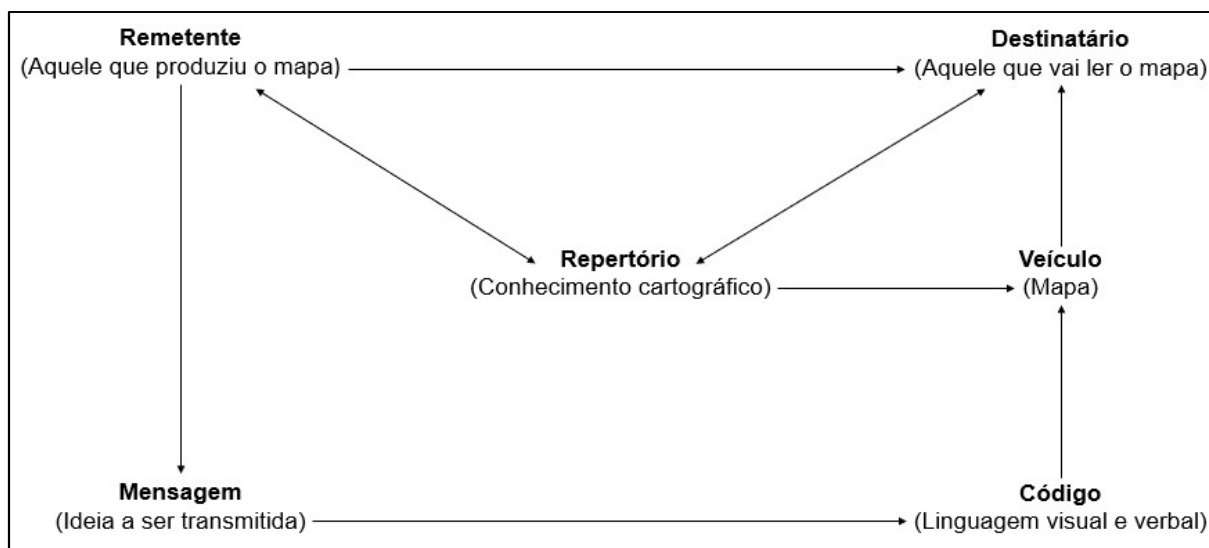 Remetente
(Aquele que produziu o mapa)
Destinatário
(Aquele que vai ler o mapa)
Repertório
(Conhecimento cartográfico)
Veículo
(Mapa)
Mensagem
(Ideia a ser transmitida)
Código
(Linguagem visual e verbal)